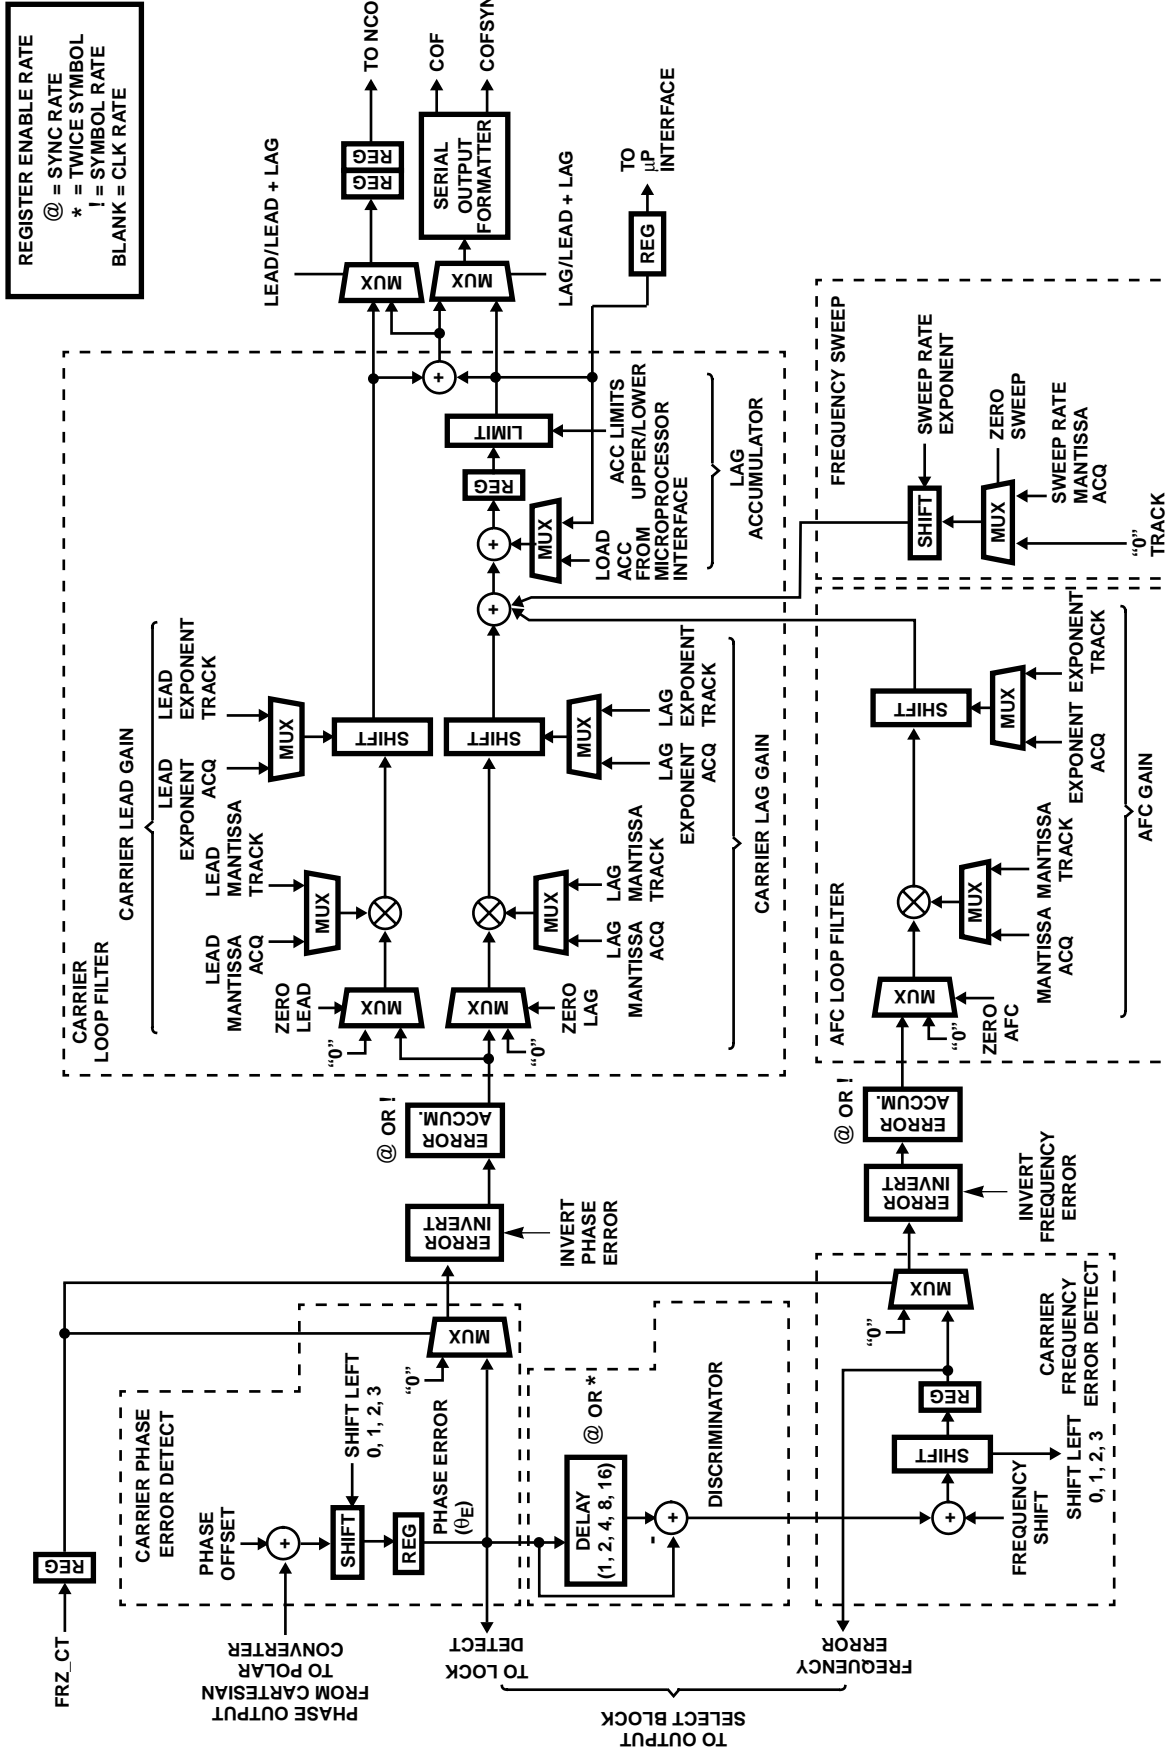 REGISTER ENABLE RATE
@ = SYNC RATE
* = TWICE SYMBOL
! = SYMBOL RATE
BLANK = CLK RATE
TO NCO
COF
COFSYN
REG
REG
SERIAL
OUTPUT
FORMATTER
LEAD/LEAD + LAG
MUX
MUX
LAG/LEAD + LAG
REG
TO
µP
INTERFACE
CARRIER
LOOP FILTER
CARRIER LEAD GAIN
LEAD
MANTISSA
ACQ
LEAD
MANTISSA
TRACK
LEAD
EXPONENT
ACQ
LEAD
EXPONENT
TRACK
MUX
MUX
ZERO
LEAD
"0"
MUX
SHIFT
+
MUX
"0"
ZERO
LAG
SHIFT
+
+
REG
LIMIT
MUX
MUX
MUX
LAG
MANTISSA
ACQ
LAG
MANTISSA
TRACK
LAG
EXPONENT
ACQ
LAG
EXPONENT
TRACK
CARRIER LAG GAIN
LOAD
ACC
FROM
MICROPROCESSOR
INTERFACE
ACC LIMITS
UPPER/LOWER
LAG
ACCUMULATOR
FRZ_CT
REG
CARRIER PHASE
ERROR DETECT
PHASE
OFFSET
+
SHIFT
SHIFT LEFT
0, 1, 2, 3
REG
PHASE ERROR
(θE)
"0"
MUX
PHASE OUTPUT
FROM CARTESIAN
TO POLAR
CONVERTER
TO LOCK
DETECT
ERROR
INVERT
INVERT
PHASE
ERROR
@ OR !
ERROR
ACCUM.
DELAY
(1, 2, 4, 8, 16)
@ OR *
-
+
DISCRIMINATOR
TO OUTPUT
SELECT BLOCK
FREQUENCY
ERROR
+
FREQUENCY
SHIFT
SHIFT
SHIFT LEFT
0, 1, 2, 3
REG
"0"
MUX
CARRIER
FREQUENCY
ERROR DETECT
ERROR
INVERT
INVERT
FREQUENCY
ERROR
@ OR !
ERROR
ACCUM.
AFC LOOP FILTER
MUX
"0"
ZERO
AFC
MUX
MANTISSA
ACQ
MANTISSA
TRACK
SHIFT
MUX
EXPONENT
ACQ
EXPONENT
TRACK
AFC GAIN
FREQUENCY SWEEP
SHIFT
SWEEP RATE
EXPONENT
MUX
ZERO
SWEEP
"0"
TRACK
SWEEP RATE
MANTISSA
ACQ